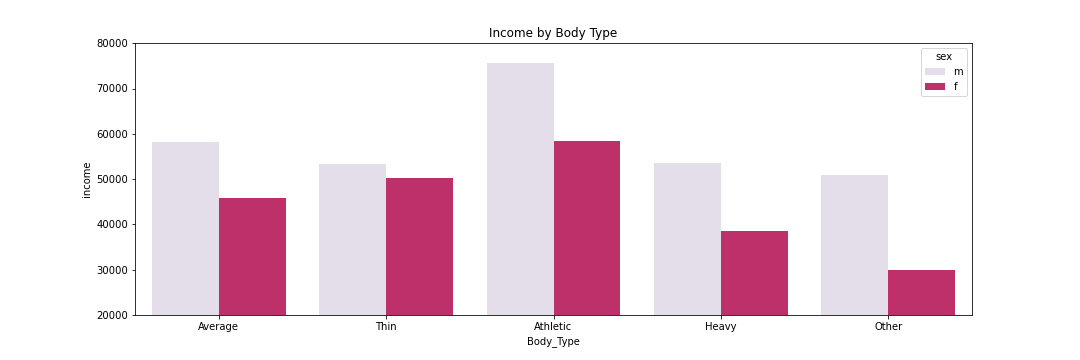 Income by Body Type
80000
70000
60000
50000
40000
30000
20000
income
sex
m
f
Average Thin Athletic Heavy Other
Body_Type